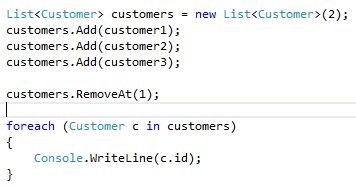 List<Customer> customers = new List<Customer>(2);
customers.Add(customer1);
customers.Add(customer2);
customers.Add(customer3);
customers.RemoveAt(1);
foreach (Customer c in customers)
{
    Console.WriteLine(c.id);
}